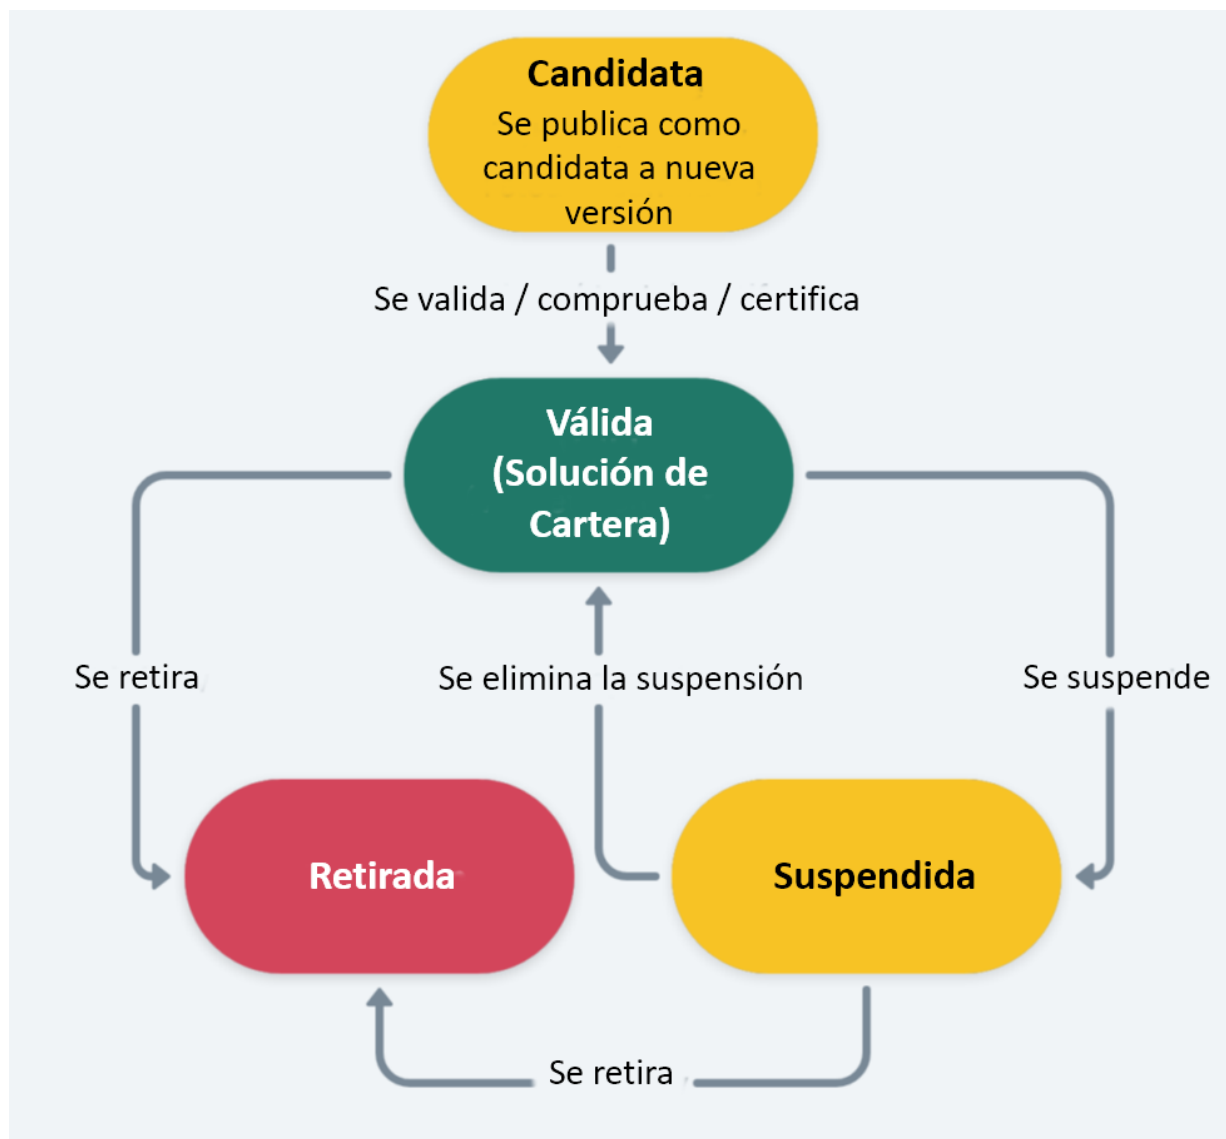 Candidata
Se publica como
candidata a nueva
versión
Se valida / comprueba / certifica
Válida
(Solución de
Cartera)
Se retira
Se elimina la suspensión
Se suspende
Retirada
Suspendida
Se retira